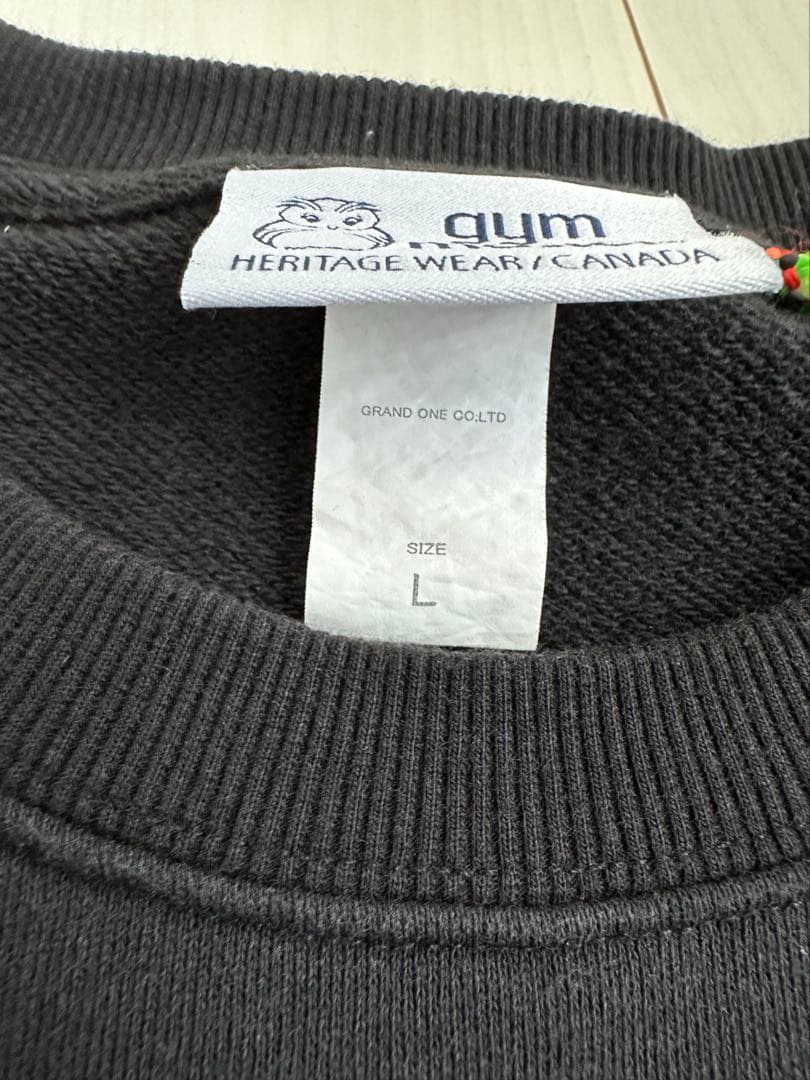 gym
HERITAGE WEAR/CANADA
GRAND ONE CO;LTD
SIZE
L